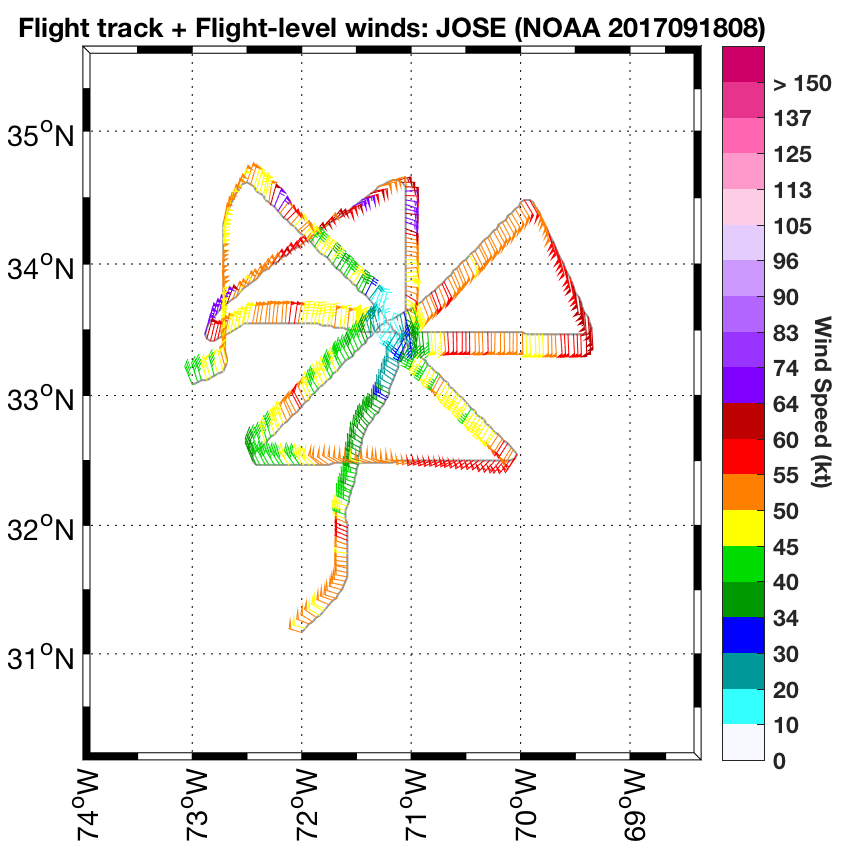 Flight track + Flight-level winds: JOSE (NOAA 2017091808)
35°N
34°N
33°N
32°N
31°N
74°W
73°W
72°W
71°W
70°W
69°W
> 150
137
125
113
105
96
90
83
74
64
60
55
50
45
40
34
30
20
10
0
Wind Speed (kt)